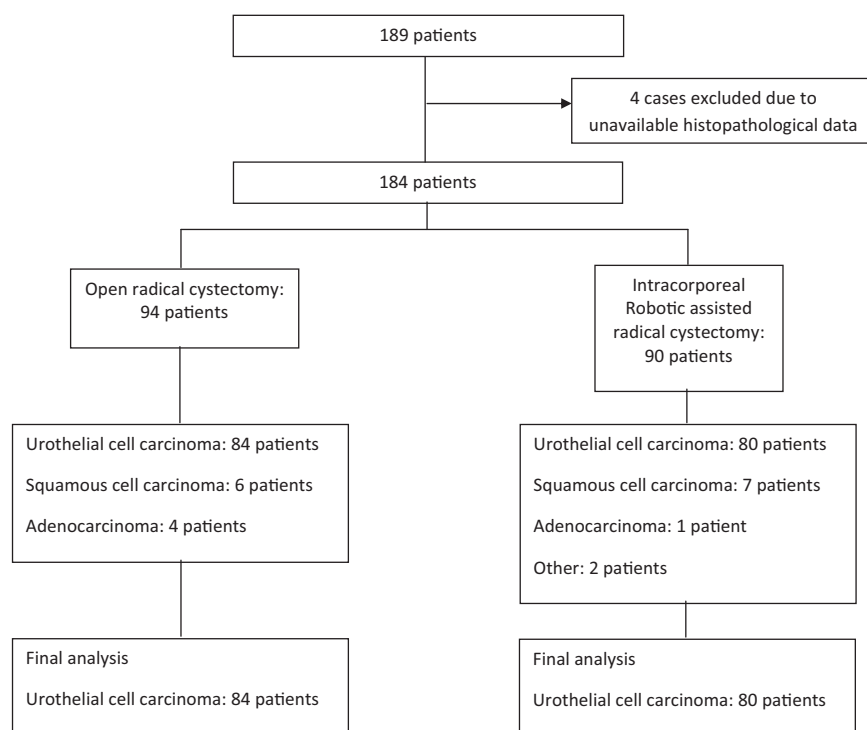 189 patients
4 cases excluded due to
unavailable histopathological data
184 patients
Open radical cystectomy:
94 patients
Intracorporeal
Robotic assisted
radical cystectomy:
90 patients
Urothelial cell carcinoma: 84 patients
Squamous cell carcinoma: 6 patients
Adenocarcinoma: 4 patients
Urothelial cell carcinoma: 80 patients
Squamous cell carcinoma: 7 patients
Adenocarcinoma: 1 patient
Other: 2 patients
Final analysis
Urothelial cell carcinoma: 84 patients
Final analysis
Urothelial cell carcinoma: 80 patients